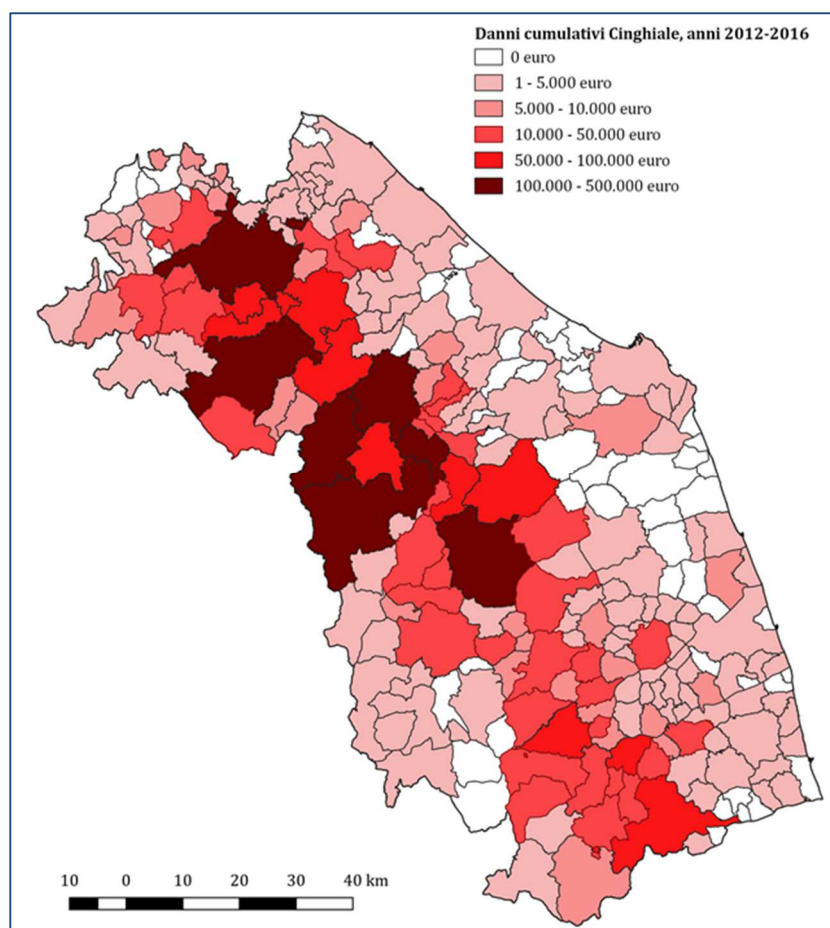 Danni cumulativi Cinghiale, anni 2012-2016
0 euro
1 - 5.000 euro
5.000 - 10.000 euro
10.000 - 50.000 euro
50.000 - 100.000 euro
100.000 - 500.000 euro
10 0 10 20 30 40 km